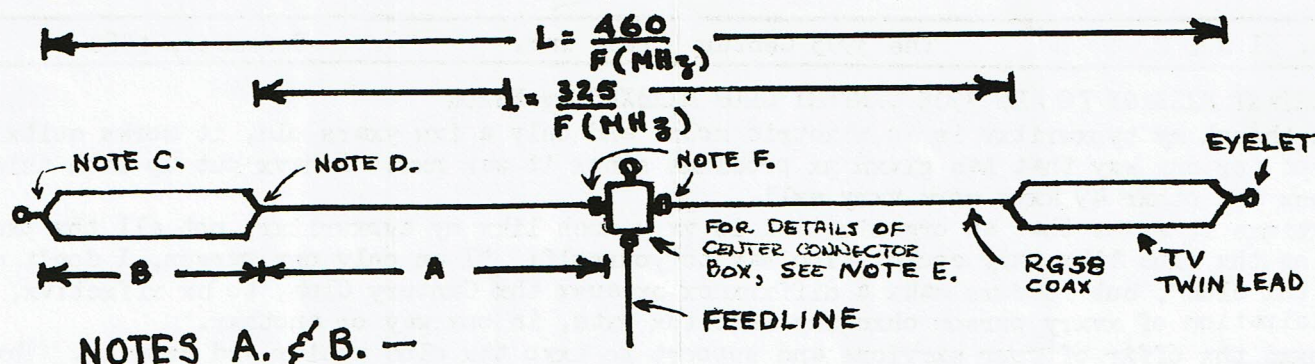 L = 460
F(MHz)
L = 325
F(MHz)
NOTE C.
NOTE D.
NOTE F.
EYELET
B
A
FOR DETAILS OF
CENTER CONNECTOR
BOX, SEE NOTE E.
RG58
COAX
TV
TWIN LEAD
FEEDLINE
NOTES A. & B. —